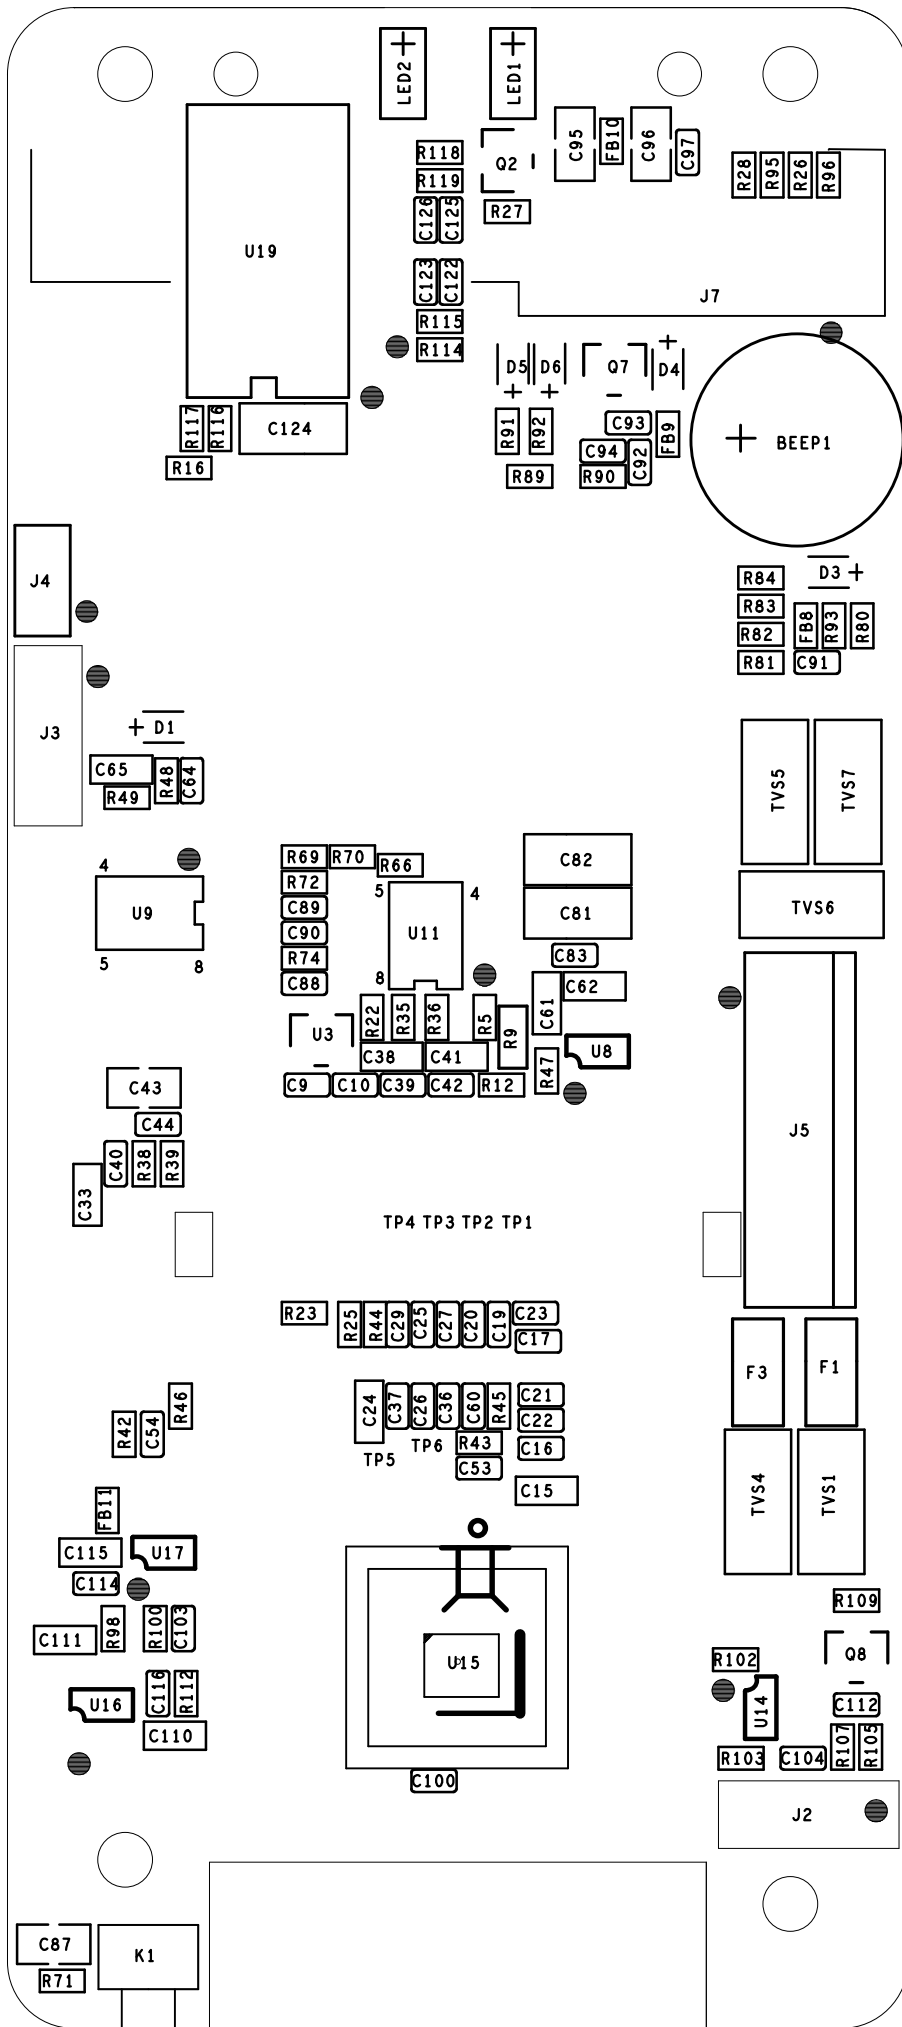 LED2
LED1
C95
FB10
C96
C97
R118
Q2
R119
R28
R95
R26
R96
C126
C125
R27
U19
C123
C122
J7
R115
R114
D5
D6
Q7
D4
R117
R116
C124
R91
R92
C93
FB9
BEEP1
R16
C94
C92
R89
R90
J4
R84
D3
R83
R82
FB8
R93
R80
R81
C91
J3
D1
C65
R48
C64
R49
TVS5
TVS7
R69
R70
R66
C82
4
R72
5
4
C89
C81
TVS6
U9
C90
U11
5
8
R74
C83
C88
8
C62
R22
R35
R36
R5
C61
U3
R9
C38
C41
U8
R47
C43
C9
C10
C39
C42
R12
C44
J5
C40
R38
R39
C33
TP4 TP3 TP2 TP1
R23
R25
R44
C29
C25
C27
C20
C19
C23
C17
F3
F1
R46
C24
C37
C26
C36
C60
R45
C21
R42
C54
C22
R43
C16
TP5
TP6
C53
C15
TVS4
TVS1
FB11
C115
U17
C114
R109
C111
R98
R100
C103
U15
Q8
R102
U16
C116
R112
U14
C112
C110
R103
C104
R107
R105
C100
J2
C87
K1
R71